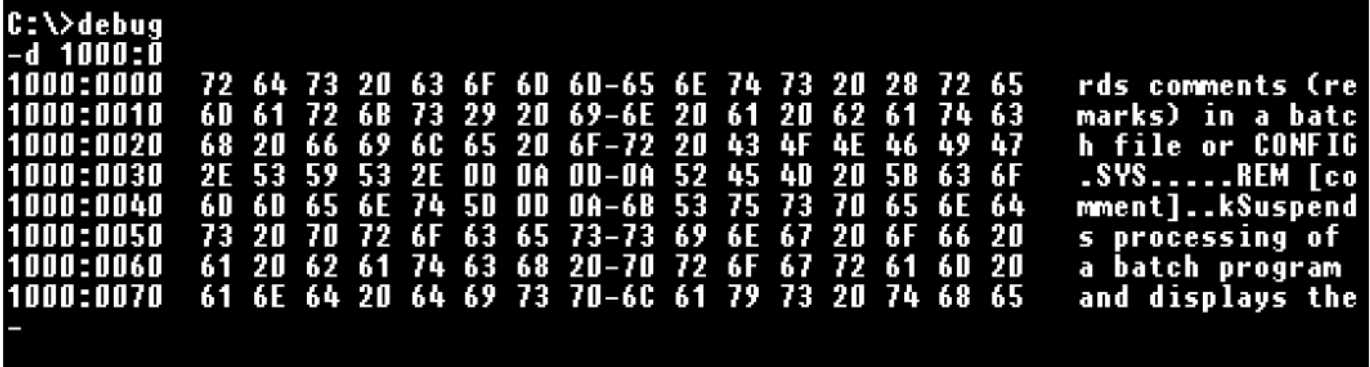 C:\>debug
-d 1000:0
1000:0000  72 64 73 20 63 6F 6D 6D-65 6E 74 73 20 28 72 65   rds comments (re
1000:0010  6D 61 72 6B 73 29 20 69-6E 20 61 20 62 61 74 63   marks) in a batc
1000:0020  68 20 66 69 6C 65 20 6F-72 20 43 4F 4E 46 49 47   h file or CONFIG
1000:0030  2E 53 59 53 2E 0D 0A 0D-0A 52 45 4D 20 5B 63 6F   .SYS.....REM [co
1000:0040  6D 6D 65 6E 74 5D 0D 0A-6B 53 75 73 70 65 6E 64   mment]..kSuspend
1000:0050  73 20 70 72 6F 63 65 73-73 69 6E 67 20 6F 66 20   s processing of
1000:0060  61 20 62 61 74 63 68 20-70 72 6F 67 72 61 6D 20   a batch program
1000:0070  61 6E 64 20 64 69 73 70-6C 61 79 73 20 74 68 65   and displays the
-